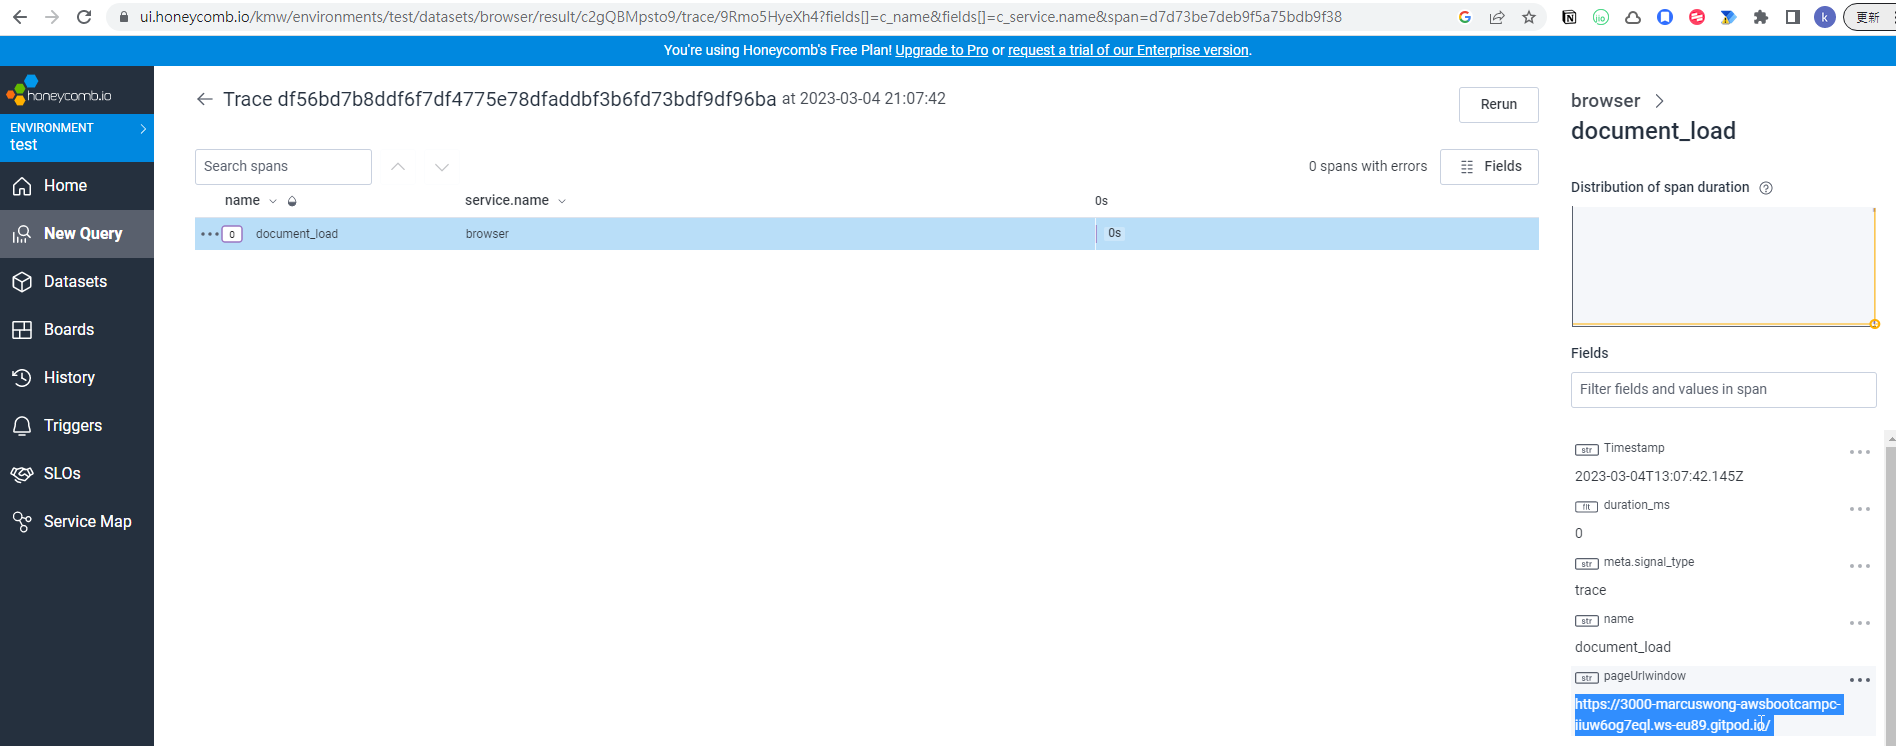 ui.honeycomb.io/kmw/environments/test/datasets/browser/result/c2gQBMpsto9/trace/9Rmo5HyeXh4?fields[]=c_name&fields[]=c_service.name&span=d7d73be7deb9f5a75bdb9f38
更新
You're using Honeycomb's Free Plan! Upgrade to Pro or request a trial of our Enterprise version.
honeycomb.io
ENVIRONMENT
test
Home
New Query
Datasets
Boards
History
Triggers
SLOs
Service Map
Trace df56bd7b8ddf6f7df4775e78dfaddbf3b6fd73bdf9df96ba at 2023-03-04 21:07:42
Rerun
Search spans
0 spans with errors
Fields
name
service.name
0s
0
document_load
browser
0s
browser
document_load
Distribution of span duration
Fields
Filter fields and values in span
str Timestamp
2023-03-04T13:07:42.145Z
flt duration_ms
0
str meta.signal_type
trace
str name
document_load
str pageUrlwindow
https://3000-marcuswong-awsbootcampc-
iiuw6og7eql.ws-eu89.gitpod.io/